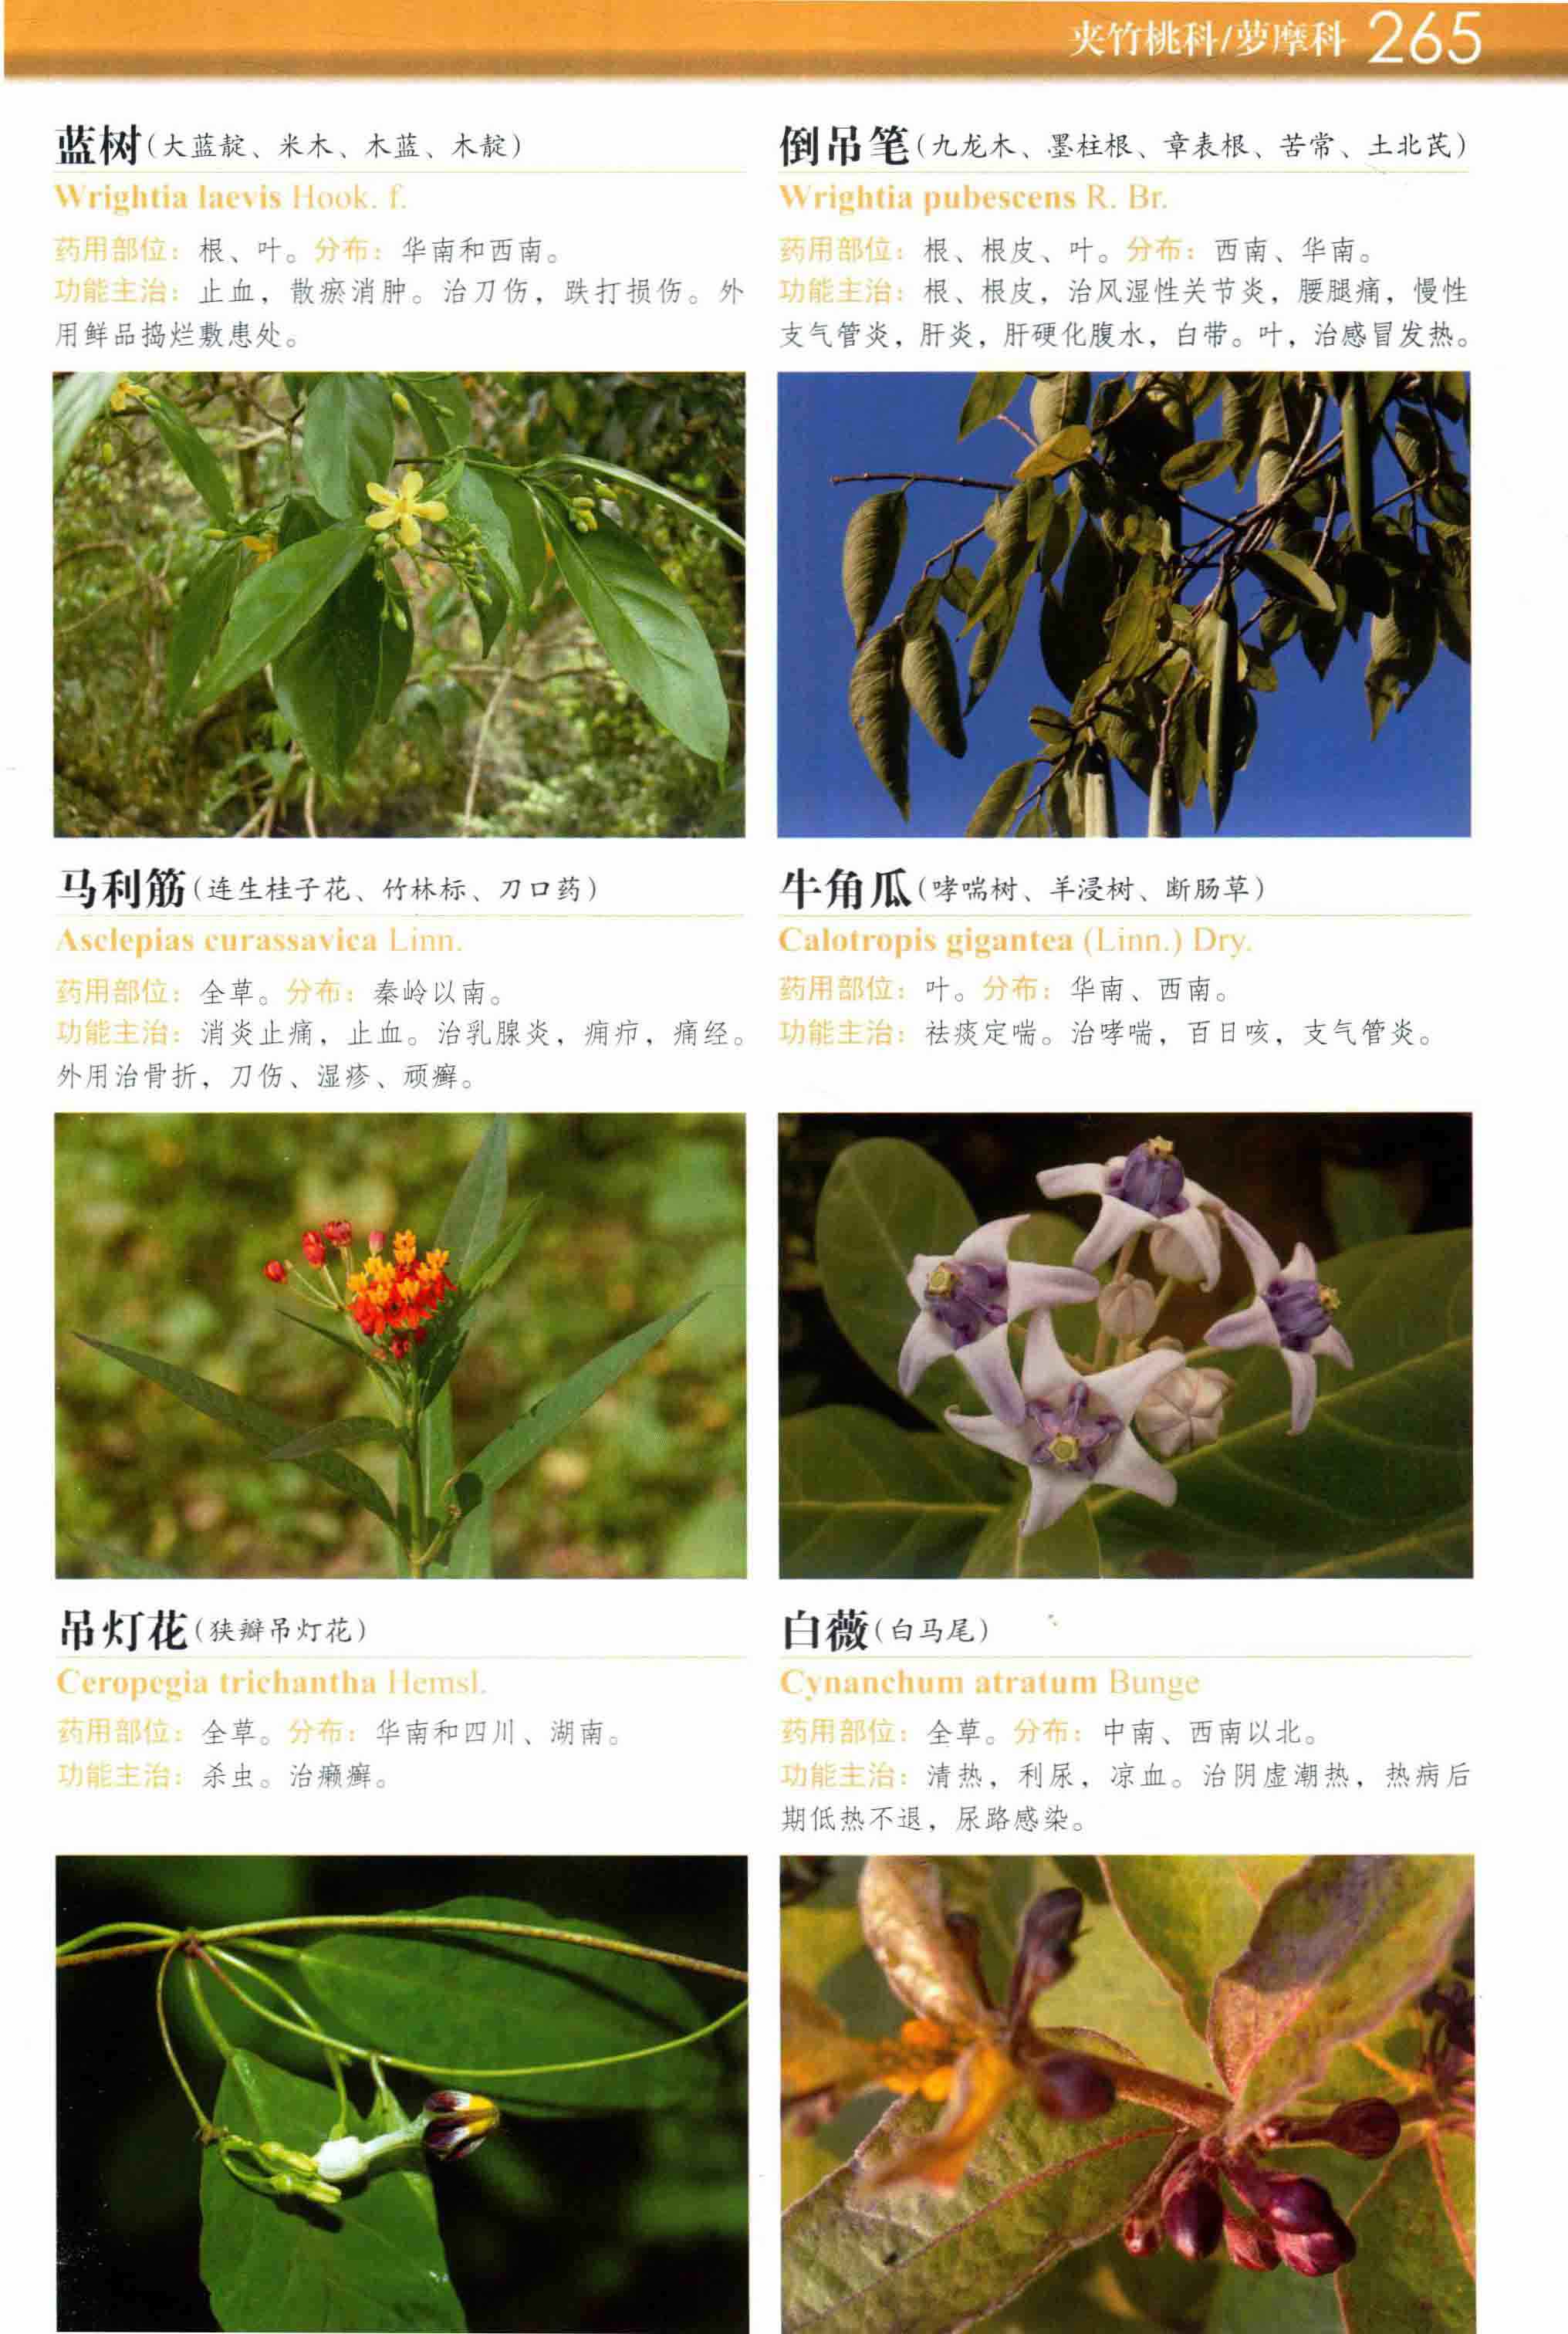 夹竹桃科/萝藦科 265
蓝树(大蓝靛、米木、木蓝、木靛)
Wrightia laevis Hook. f.
药用部位：根、叶。分布：华南和西南。
功能主治：止血，散瘀消肿。治刀伤，跌打损伤。外
用鲜品捣烂敷患处。
倒吊笔(九龙木、墨柱根、章表根、苦常、土北芪)
Wrightia pubescens R. Br.
药用部位：根、根皮、叶。分布：西南、华南。
功能主治：根、根皮，治风湿性关节炎，腰腿痛，慢性
支气管炎，肝炎，肝硬化腹水，白带。叶，治感冒发热。
马利筋(连生桂子花、竹林标、刀口药)
Asclepias curassavica Linn.
药用部位：全草。分布：秦岭以南。
功能主治：消炎止痛，止血。治乳腺炎，痈疖，痛经。
外用治骨折，刀伤、湿疹、顽癣。
牛角瓜(哮喘树、羊浸树、断肠草)
Calotropis gigantea (Linn.) Dry.
药用部位：叶。分布：华南、西南。
功能主治：祛痰定喘。治哮喘，百日咳，支气管炎。
吊灯花(狭瓣吊灯花)
Ceropegia trichantha Hemsl.
药用部位：全草。分布：华南和四川、湖南。
功能主治：杀虫。治癞癣。
白薇(白马尾)
Cynanchum atratum Bunge
药用部位：全草。分布：中南、西南以北。
功能主治：清热，利尿，凉血。治阴虚潮热，热病后
期低热不退，尿路感染。